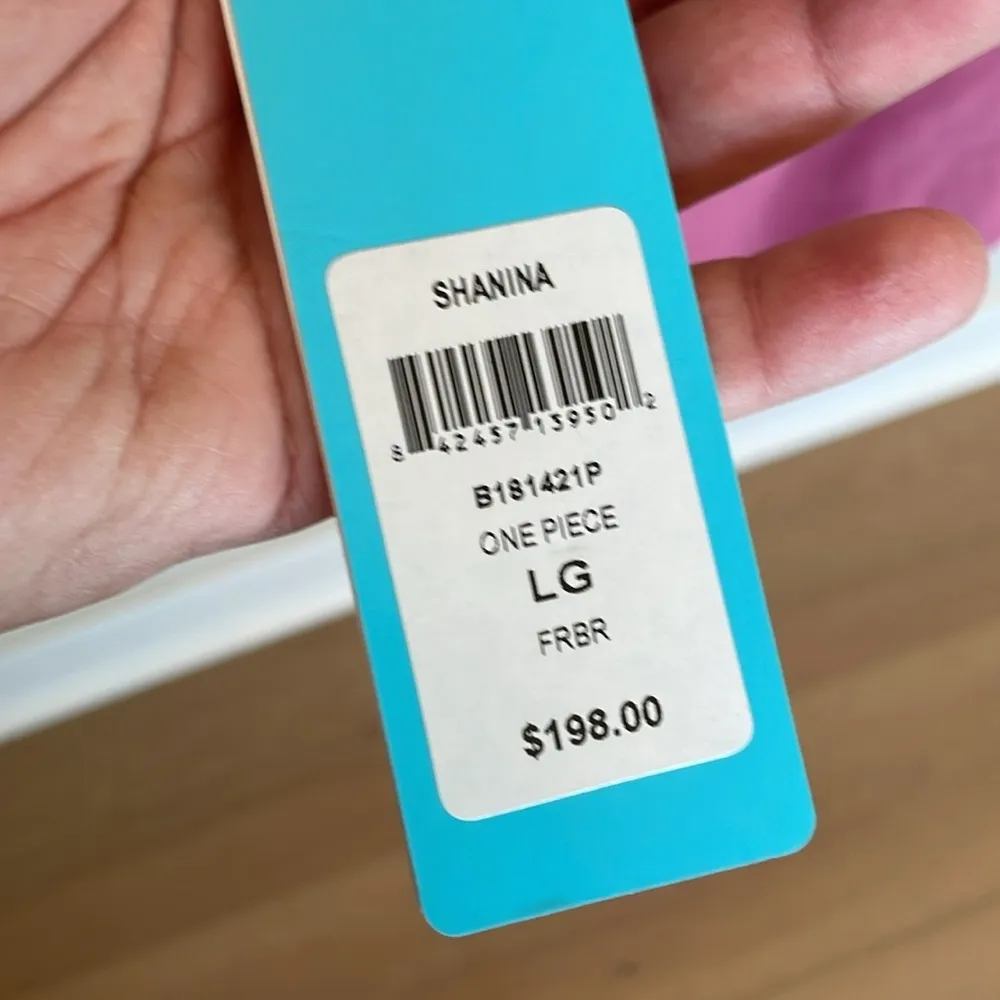 SHANINA
8 42457 13950 2
B181421P
ONE PIECE
LG
FRBR
$198.00